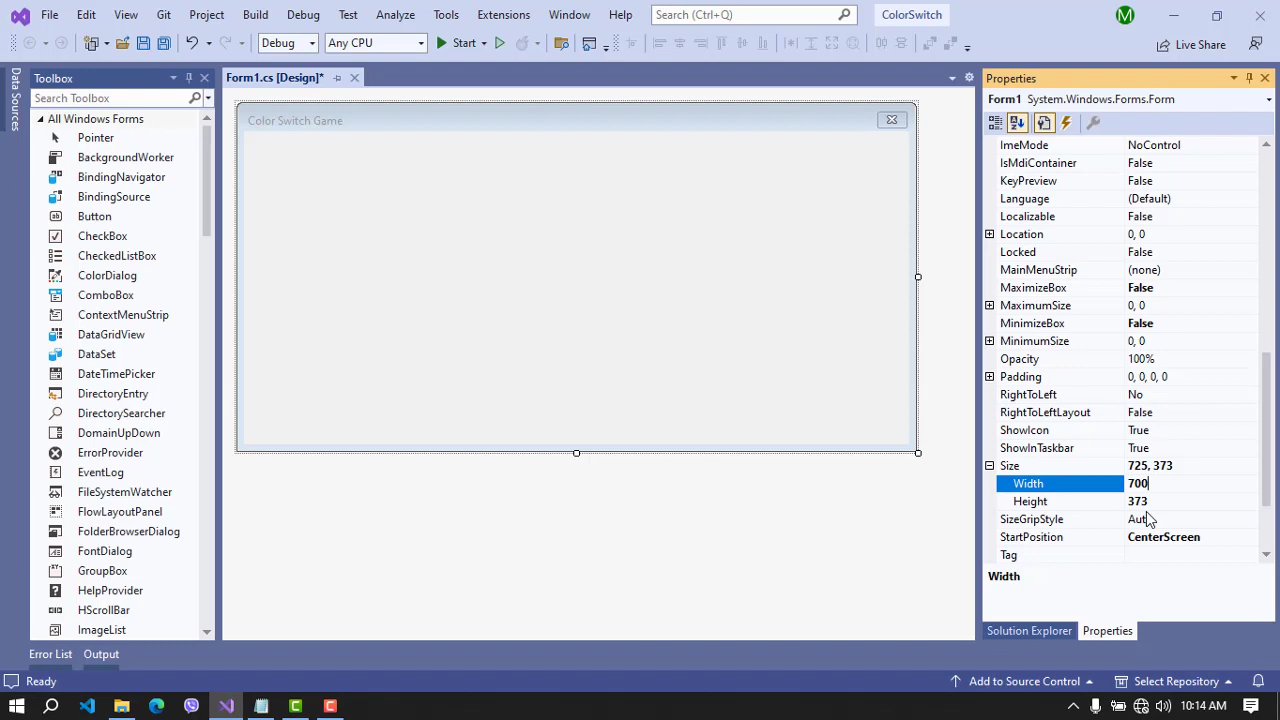 File Edit View Git Project Build Debug Test Analyze Tools Extensions Window Help Search (Ctrl+Q) ColorSwitch M
Debug Any CPU Start Live Share
Data Sources
Toolbox
Search Toolbox
All Windows Forms
Pointer
BackgroundWorker
BindingNavigator
BindingSource
Button
CheckBox
CheckedListBox
ColorDialog
ComboBox
ContextMenuStrip
DataGridView
DataSet
DateTimePicker
DirectoryEntry
DirectorySearcher
DomainUpDown
ErrorProvider
EventLog
FileSystemWatcher
FlowLayoutPanel
FolderBrowserDialog
FontDialog
GroupBox
HelpProvider
HScrollBar
ImageList
Form1.cs [Design]*
Color Switch Game
Properties
Form1 System.Windows.Forms.Form
ImeMode NoControl
IsMdiContainer False
KeyPreview False
Language (Default)
Localizable False
Location 0, 0
Locked False
MainMenuStrip (none)
MaximizeBox False
MaximumSize 0, 0
MinimizeBox False
MinimumSize 0, 0
Opacity 100%
Padding 0, 0, 0, 0
RightToLeft No
RightToLeftLayout False
ShowIcon True
ShowInTaskbar True
Size 725, 373
Width 700
Height 373
SizeGripStyle Aut
StartPosition CenterScreen
Tag
Width
Solution Explorer Properties
Error List Output
Ready Add to Source Control Select Repository
10:14 AM